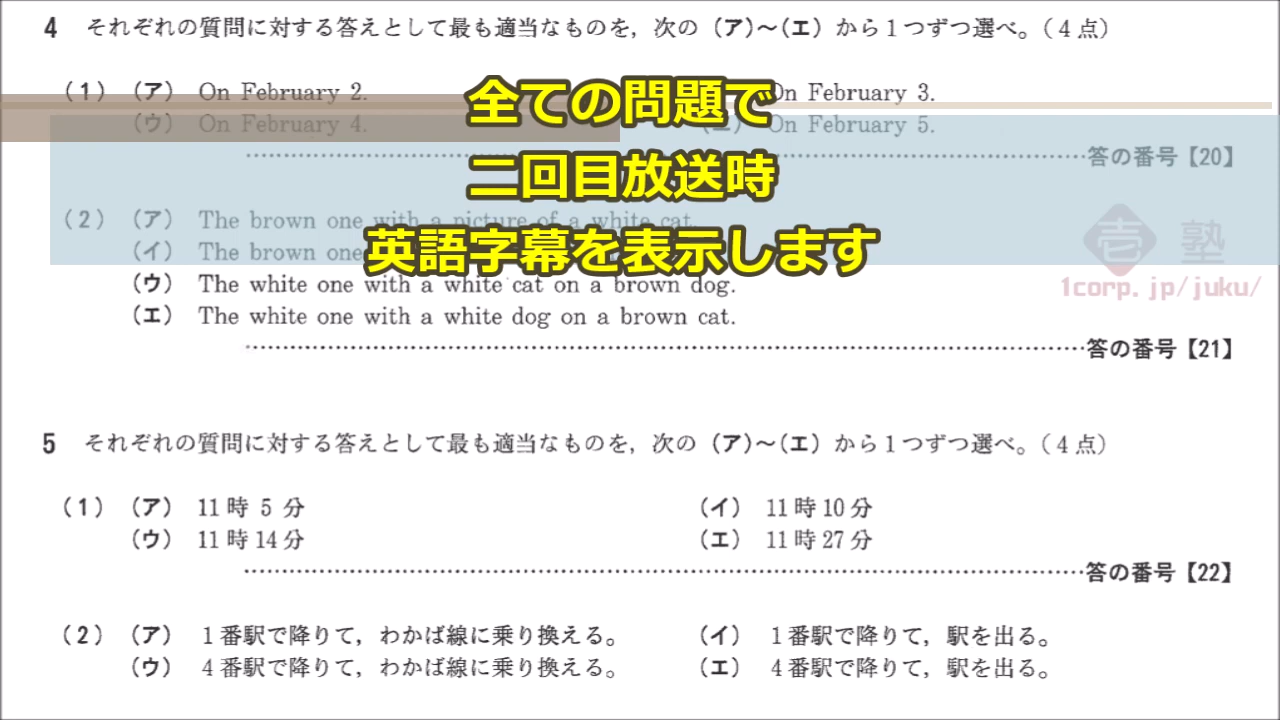 4 それぞれの質問に対する答えとして最も適当なものを，次の（ア）〜（エ）から１つずつ選べ。（４点）
（１）（ア） On February 2. On February 3.
（ウ） On February 4. （エ） On February 5.
答の番号【20】
全ての問題で
二回目放送時
英語字幕を表示します
（２）（ア） The brown one with a picture of a white cat.
（イ） The brown one
（ウ） The white one with a white cat on a brown dog.
（エ） The white one with a white dog on a brown cat.
答の番号【21】
壱 塾
1corp.jp/juku/
5 それぞれの質問に対する答えとして最も適当なものを，次の（ア）〜（エ）から１つずつ選べ。（４点）
（１）（ア） 11時 5 分 （イ） 11時10分
（ウ） 11時14分 （エ） 11時27分
答の番号【22】
（２）（ア） １番駅で降りて，わかば線に乗り換える。 （イ） １番駅で降りて，駅を出る。
（ウ） ４番駅で降りて，わかば線に乗り換える。 （エ） ４番駅で降りて，駅を出る。